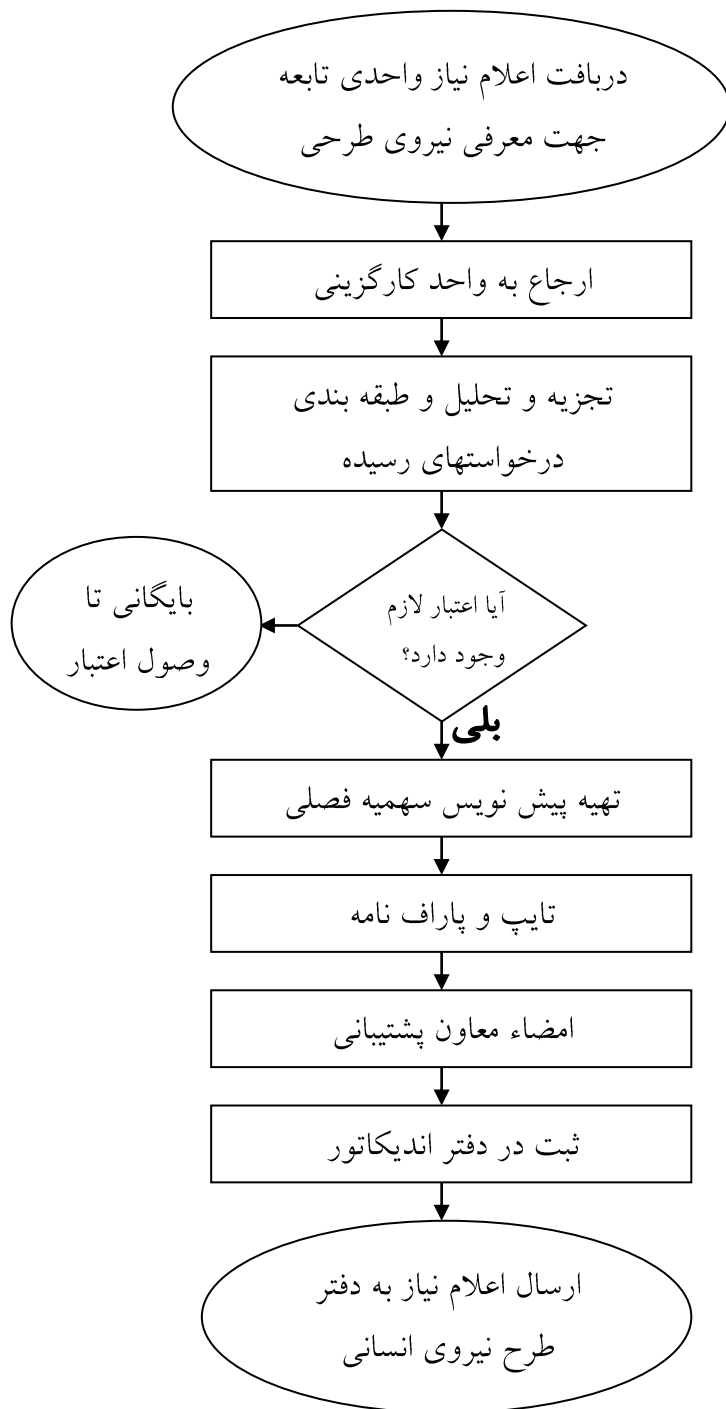 دربافت اعلام نیاز واحدی تابعه
جهت معرفی نیروی طرحی
ارجاع به واحد کارگزینی
تجزیه و تحلیل و طبقه بندی
درخواستهای رسیده
آیا اعتبار لازم
وجود دارد؟
بایگانی تا
وصول اعتبار
بلی
تهیه پیش نویس سهمیه فصلی
تایپ و پاراف نامه
امضاء معاون پشتیبانی
ثبت در دفتر اندیکاتور
ارسال اعلام نیاز به دفتر
طرح نیروی انسانی